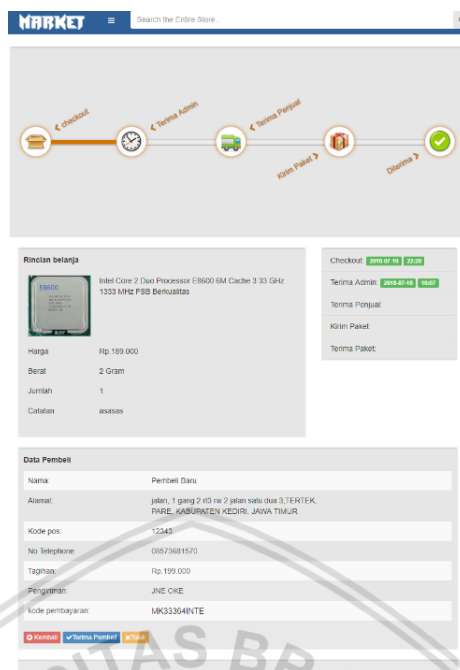 MARKET
Search the Entire Store...
checkout
Terima Admin
Terima Penjual
Kirim Paket
Diterima
Rincian belanja
E8600
Intel Core 2 Duo Processor E8600 6M Cache 3 33 GHz
1333 MHz FSB Berkualitas
Harga Rp.189.000
Berat 2 Gram
Jumlah 1
Catatan asasas
Checkout: 2018-07-18 22:29
Terima Admin: 2018-07-18 10:07
Terima Penjual:
Kirim Paket:
Terima Paket:
Data Pembeli
Nama: Pembeli Baru
Alamat: jalan, 1 gang 2 rt3 rw 2 jalan satu dua 3,TERTEK,
PARE, KABUPATEN KEDIRI, JAWA TIMUR
Kode pos: 12343
No Telephone: 08573681570
Tagihan: Rp.199.000
Pengiriman: JNE OKE
kode pembayaran: MK33364INTE
Kembali Terima Pembeli Tolak
ITAS BR